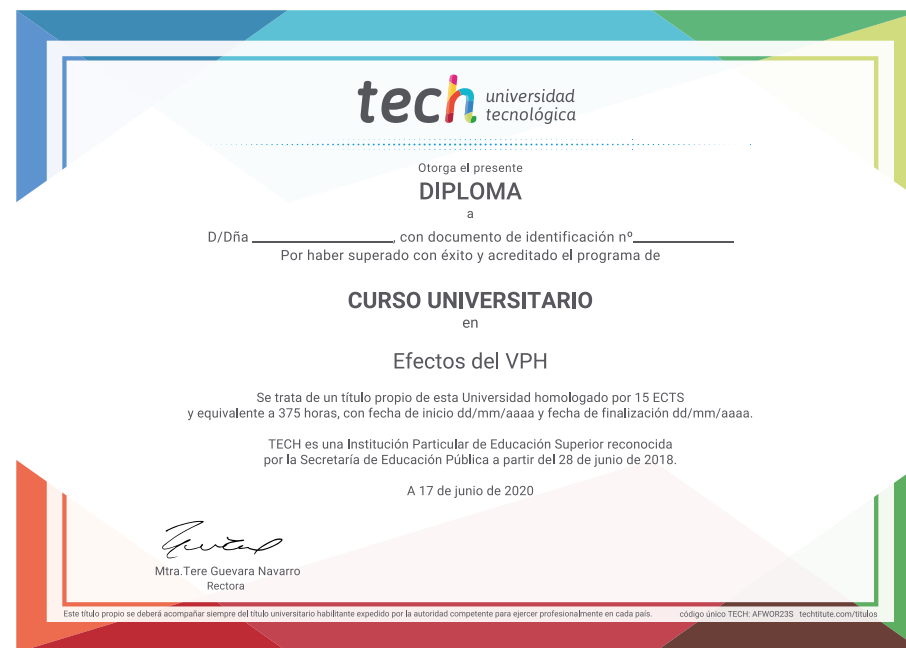 tech universidad
tecnológica
Otorga el presente
DIPLOMA
a
D/Dña ____________________, con documento de identificación nº______________
Por haber superado con éxito y acreditado el programa de
CURSO UNIVERSITARIO
en
Efectos del VPH
Se trata de un título propio de esta Universidad homologado por 15 ECTS
y equivalente a 375 horas, con fecha de inicio dd/mm/aaaa y fecha de finalización dd/mm/aaaa.
TECH es una Institución Particular de Educación Superior reconocida
por la Secretaría de Educación Pública a partir del 28 de junio de 2018.
A 17 de junio de 2020
Mtra.Tere Guevara Navarro
Rectora
Este título propio se deberá acompañar siempre del título universitario habilitante expedido por la autoridad competente para ejercer profesionalmente en cada país. código único TECH: AFWOR23S techtitute.com/titulos